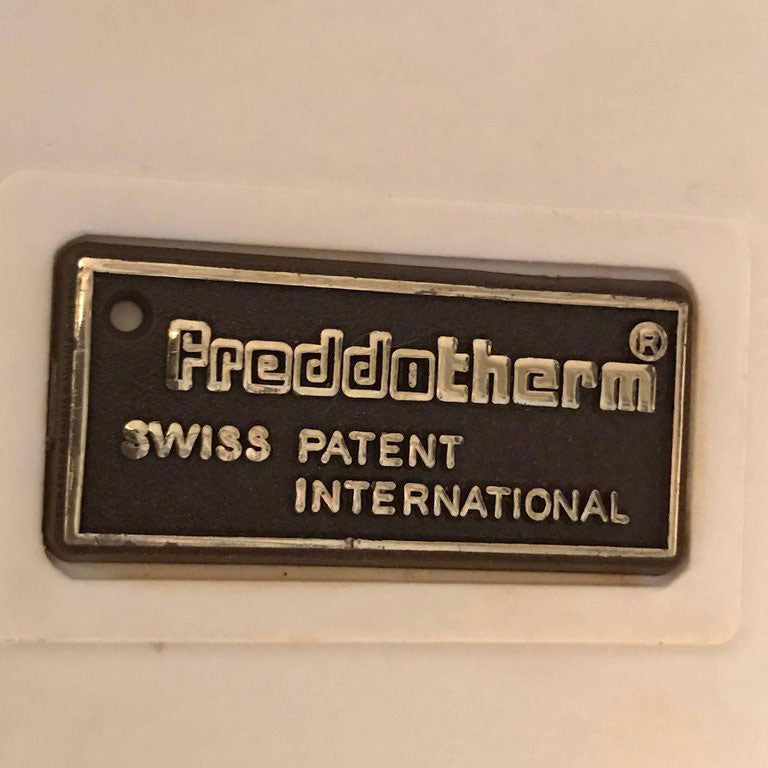 freddotherm®
SWISS PATENT
INTERNATIONAL